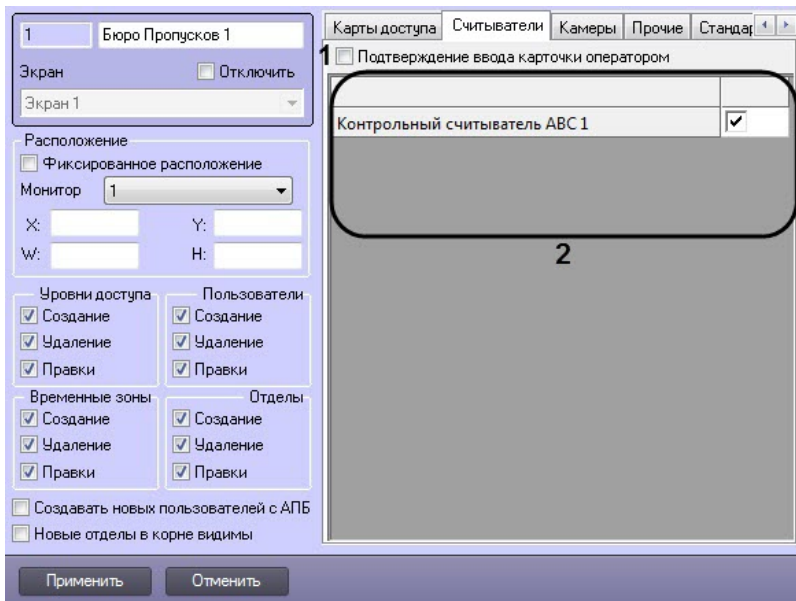 1 Бюро Пропусков 1
Экран Отключить
Экран 1
Расположение
Фиксированное расположение
Монитор 1
X: Y:
W: H:
Уровни доступа Пользователи
Создание Создание
Удаление Удаление
Правки Правки
Временные зоны Отделы
Создание Создание
Удаление Удаление
Правки Правки
Создавать новых пользователей с АПБ
Новые отделы в корне видимы
Карты доступа Считыватели Камеры Прочие Стандар
1 Подтверждение ввода карточки оператором
Контрольный считыватель ABC 1
2
Применить Отменить